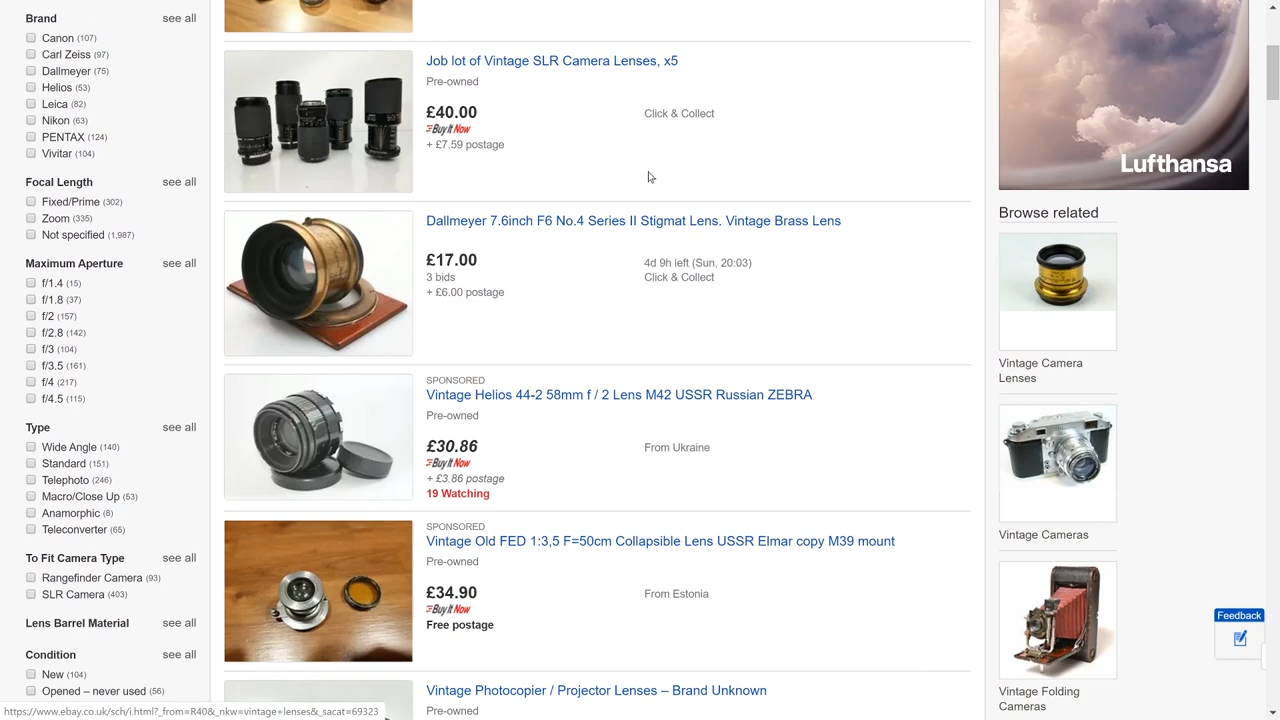 Brand see all
Canon (107)
Carl Zeiss (97)
Dallmeyer (75)
Helios (53)
Leica (82)
Nikon (63)
PENTAX (124)
Vivitar (104)
Focal Length see all
Fixed/Prime (302)
Zoom (335)
Not specified (1,987)
Maximum Aperture see all
f/1.4 (15)
f/1.8 (37)
f/2 (157)
f/2.8 (142)
f/3 (104)
f/3.5 (161)
f/4 (217)
f/4.5 (115)
Type see all
Wide Angle (140)
Standard (151)
Telephoto (246)
Macro/Close Up (53)
Anamorphic (8)
Teleconverter (65)
To Fit Camera Type see all
Rangefinder Camera (93)
SLR Camera (403)
Lens Barrel Material see all
Condition see all
New (104)
Opened – never used (56)
https://www.ebay.co.uk/sch/i.html?_from=R40&_nkw=vintage+lenses&_sacat=69323
Job lot of Vintage SLR Camera Lenses, x5
Pre-owned
£40.00 Click & Collect
Buy It Now
+ £7.59 postage
Dallmeyer 7.6inch F6 No.4 Series II Stigmat Lens. Vintage Brass Lens
£17.00 4d 9h left (Sun, 20:03)
3 bids Click & Collect
+ £6.00 postage
SPONSORED
Vintage Helios 44-2 58mm f / 2 Lens M42 USSR Russian ZEBRA
Pre-owned
£30.86 From Ukraine
Buy It Now
+ £3.86 postage
19 Watching
SPONSORED
Vintage Old FED 1:3,5 F=50cm Collapsible Lens USSR Elmar copy M39 mount
Pre-owned
£34.90 From Estonia
Buy It Now
Free postage
Vintage Photocopier / Projector Lenses – Brand Unknown
Pre-owned
Lufthansa
Browse related
Vintage Camera
Lenses
Vintage Cameras
Vintage Folding
Cameras
Feedback